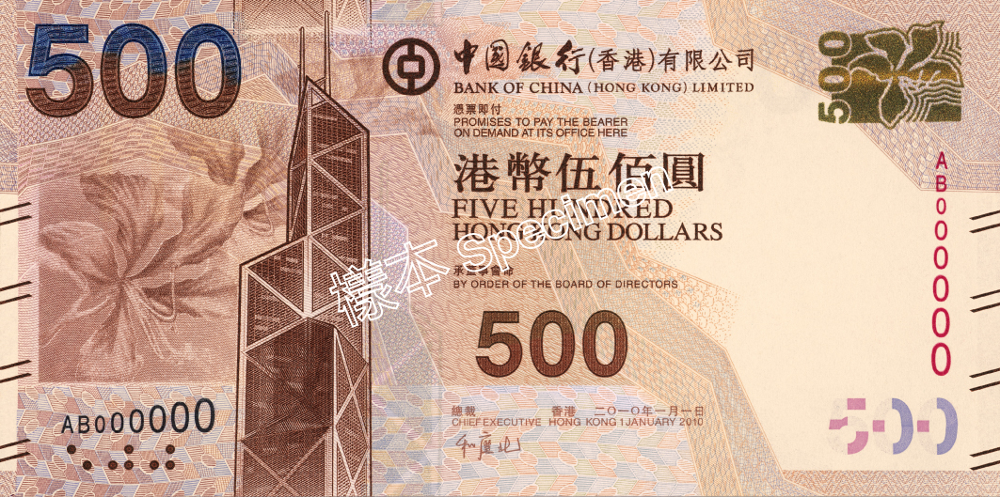 500
中國銀行(香港)有限公司
BANK OF CHINA (HONG KONG) LIMITED
500
憑票即付
PROMISES TO PAY THE BEARER
ON DEMAND AT ITS OFFICE HERE
港幣伍佰圓
FIVE HUNDRED
HONG KONG DOLLARS
樣本 Specimen
承董事會命
BY ORDER OF THE BOARD OF DIRECTORS
500
AB000000
AB000000
總裁 香港 二〇一〇年一月一日
CHIEF EXECUTIVE HONG KONG 1 JANUARY 2010
500